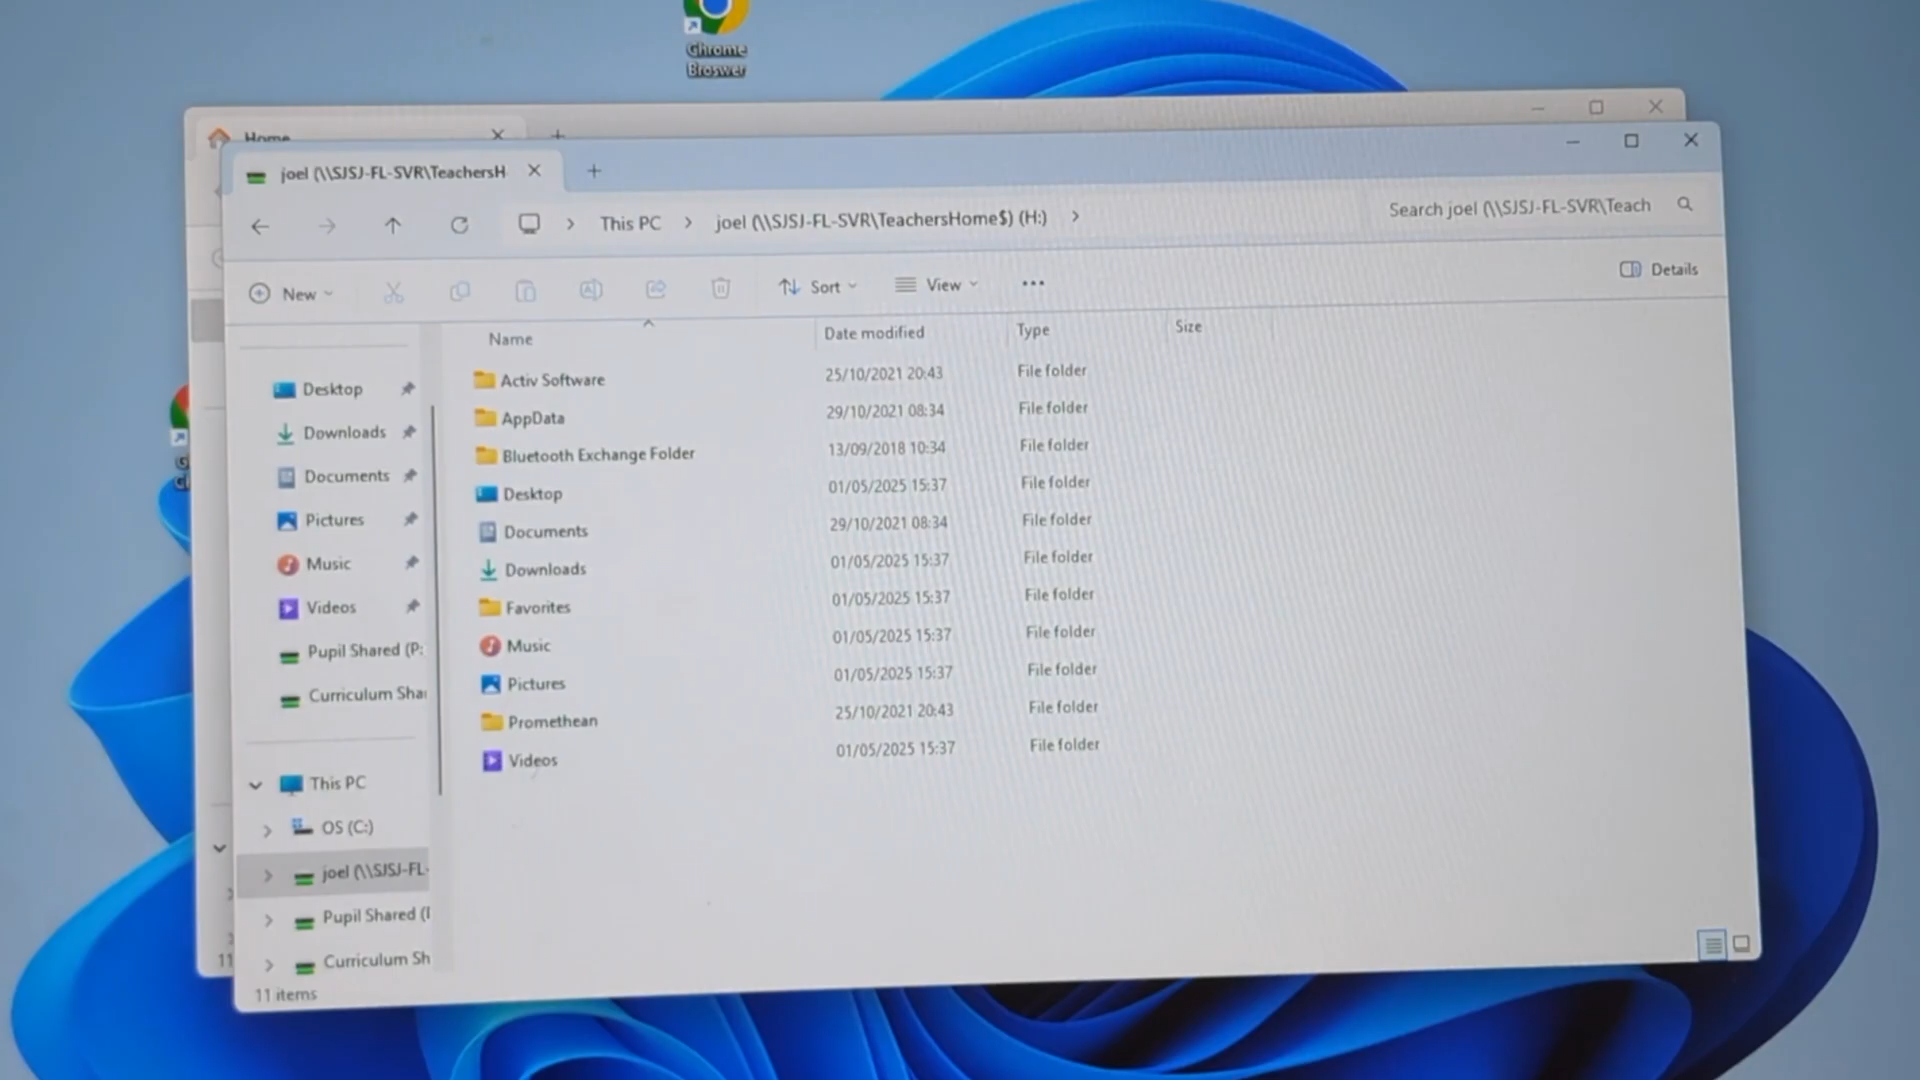 Chrome
Broswer
Home
joel (\\SJSJ-FL-SVR\TeachersH
This PC
joel (\\SJSJ-FL-SVR\TeachersHome$) (H:)
Search joel (\\SJSJ-FL-SVR\Teach
New
Sort
View
Details
Name
Date modified
Type
Size
Activ Software 25/10/2021 20:43 File folder
AppData 29/10/2021 08:34 File folder
Bluetooth Exchange Folder 13/09/2018 10:34 File folder
Desktop 01/05/2025 15:37 File folder
Documents 29/10/2021 08:34 File folder
Downloads 01/05/2025 15:37 File folder
Favorites 01/05/2025 15:37 File folder
Music 01/05/2025 15:37 File folder
Pictures 01/05/2025 15:37 File folder
Promethean 25/10/2021 20:43 File folder
Videos 01/05/2025 15:37 File folder
Desktop
Downloads
Documents
Pictures
Music
Videos
Pupil Shared (P:
Curriculum Sha
This PC
OS (C:)
joel (\\SJSJ-FL-
Pupil Shared (
Curriculum Sh
11
11 items